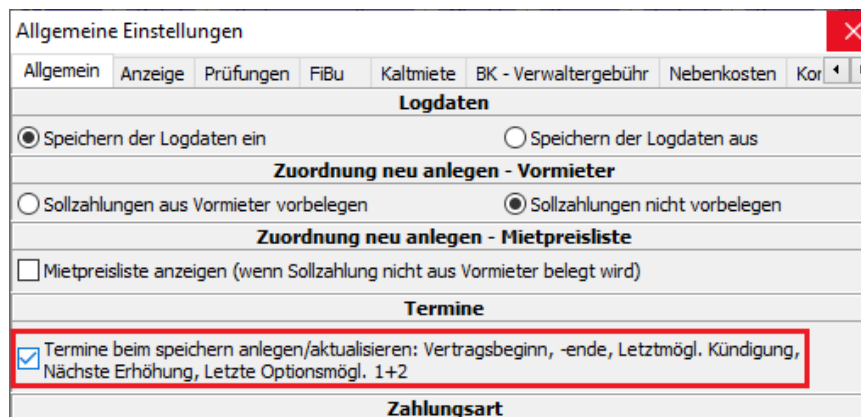 Allgemeine Einstellungen
Allgemein Anzeige Prüfungen FiBu Kaltmiete BK - Verwaltergebühr Nebenkosten Kor
Logdaten
Speichern der Logdaten ein Speichern der Logdaten aus
Zuordnung neu anlegen - Vormieter
Sollzahlungen aus Vormieter vorbelegen Sollzahlungen nicht vorbelegen
Zuordnung neu anlegen - Mietpreisliste
Mietpreisliste anzeigen (wenn Sollzahlung nicht aus Vormieter belegt wird)
Termine
Termine beim speichern anlegen/aktualisieren: Vertragsbeginn, -ende, Letztmögl. Kündigung,
Nächste Erhöhung, Letzte Optionsmögl. 1+2
Zahlungsart